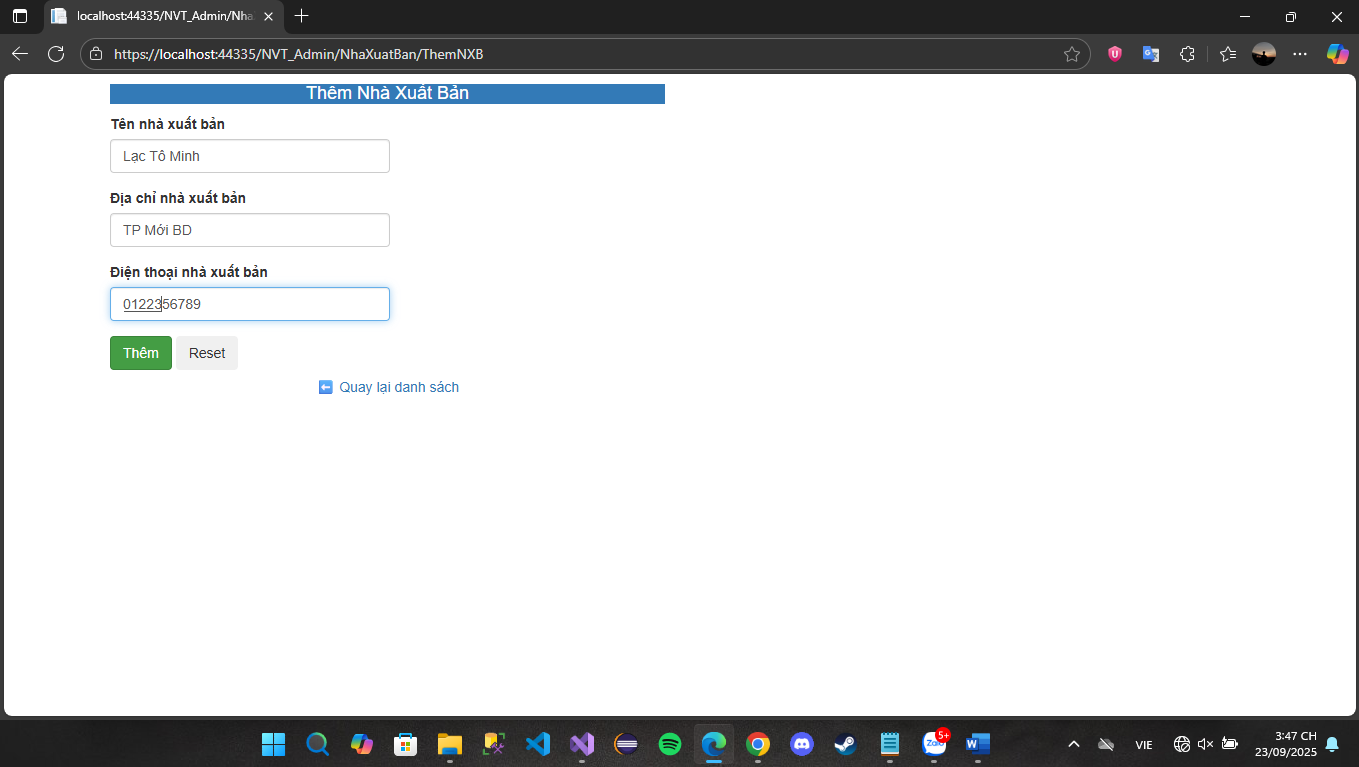 localhost:44335/NVT_Admin/Nha
https://localhost:44335/NVT_Admin/NhaXuatBan/ThemNXB
Thêm Nhà Xuất Bản
Tên nhà xuất bản
Lạc Tô Minh
Địa chỉ nhà xuất bản
TP Mới BD
Điện thoại nhà xuất bản
0122356789
Thêm Reset
Quay lại danh sách
Zalo 5+
VIE
3:47 CH
23/09/2025